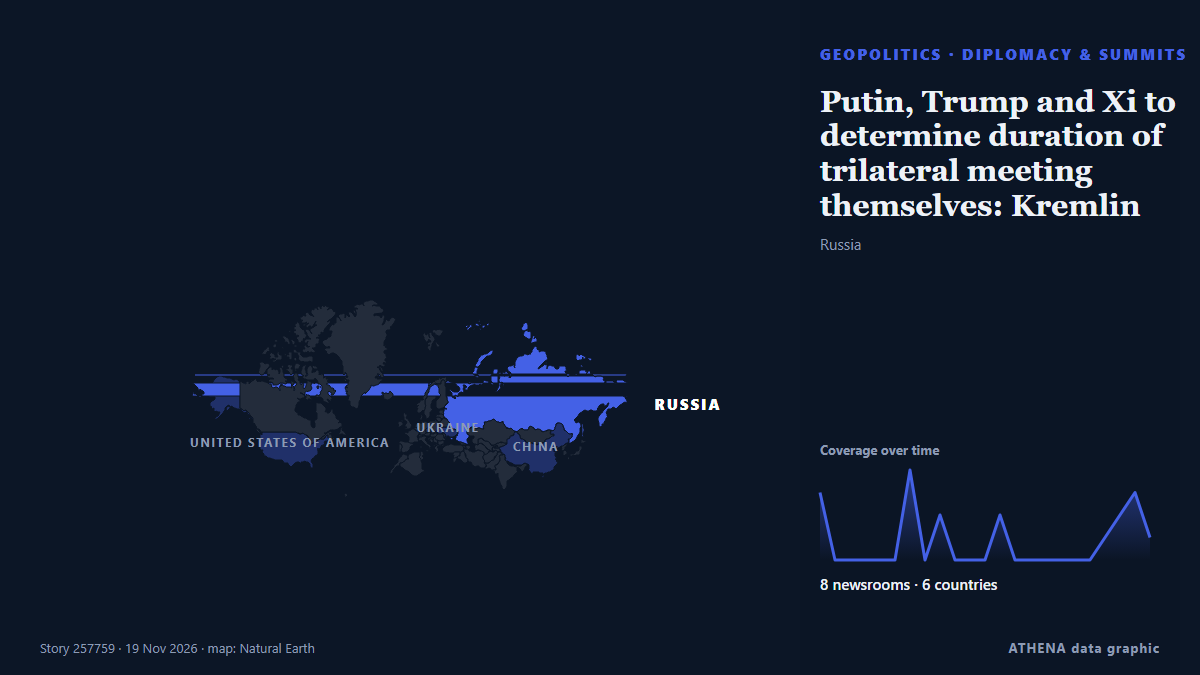 GEOPOLITICS · DIPLOMACY & SUMMITS
Putin, Trump and Xi to
determine duration of
trilateral meeting
themselves: Kremlin
Russia
RUSSIA
UKRAINE
UNITED STATES OF AMERICA
CHINA
Coverage over time
8 newsrooms · 6 countries
Story 257759 · 19 Nov 2026 · map: Natural Earth
ATHENA data graphic